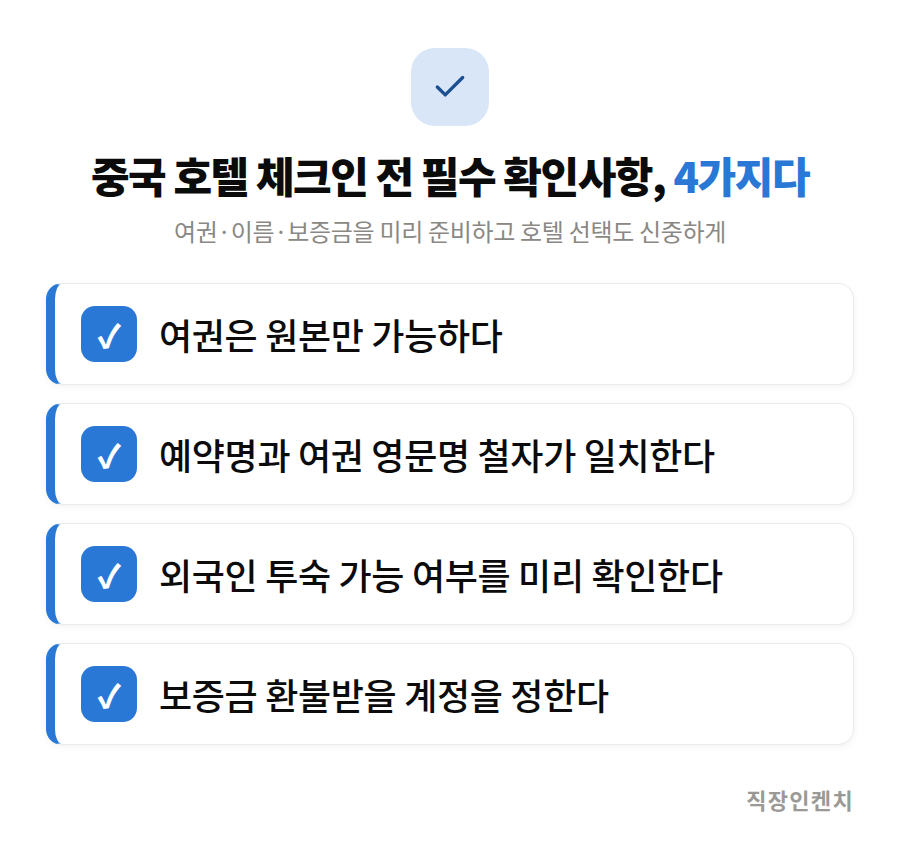 중국 호텔 체크인 전 필수 확인사항, 4가지다
여권·이름·보증금을 미리 준비하고 호텔 선택도 신중하게
여권은 원본만 가능하다
예약명과 여권 영문명 철자가 일치한다
외국인 투숙 가능 여부를 미리 확인한다
보증금 환불받을 계정을 정한다
직장인켄치